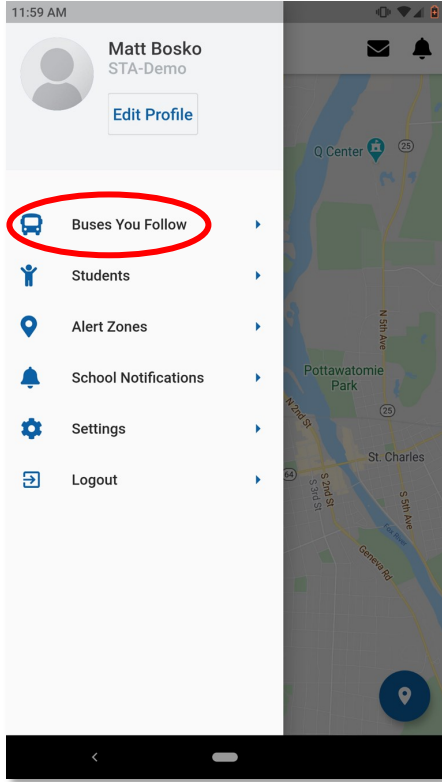 11:59 AM
Matt Bosko
STA-Demo
Edit Profile
Buses You Follow
Students
Alert Zones
School Notifications
Settings
Logout
Q Center
25
N 5th Ave
Pottawatomie
Park
N 2nd St
25
St. Charles
64
S 2nd St
S 3rd St
S 5th Ave
Fox River
Geneva Rd